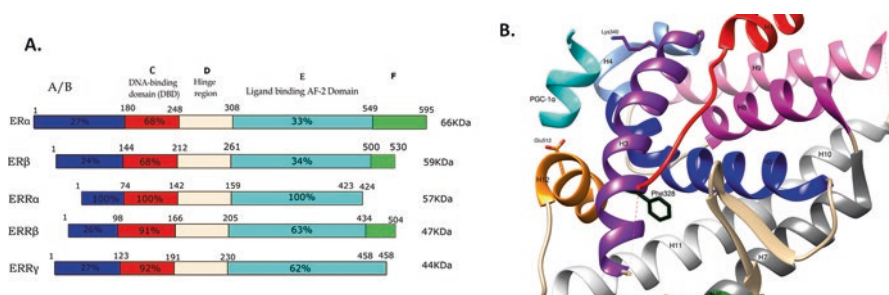 A.
A/B
C
DNA-binding
domain (DBD)
D
Hinge
region
E
Ligand binding AF-2 Domain
F
1 180 248 308 549 595
ERα 27% 68% 33% 66KDa
1 144 212 261 500 530
ERβ 24% 68% 34% 59KDa
1 74 142 159 423 424
ERRα 100% 100% 100% 57KDa
1 98 166 205 434 504
ERRβ 26% 91% 63% 47KDa
1 123 191 230 458 458
ERRγ 27% 92% 62% 44KDa
B.
Lys340
H4
H9
PGC-1α
H8
H3
Glu512
H12
H10
Phe328
H11
H7